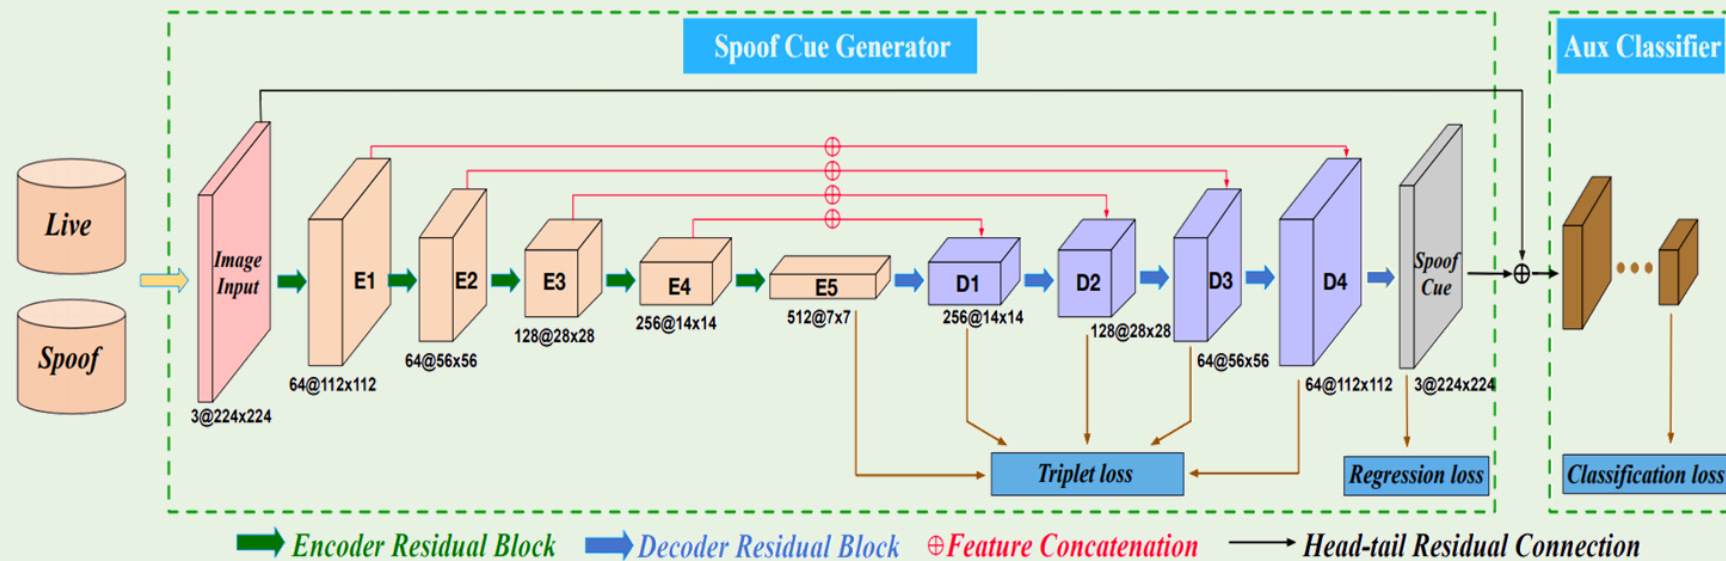 Spoof Cue Generator
Aux Classifier
Live
Spoof
Image
Input
E1
E2
E3
E4
E5
D1
D2
D3
D4
Spoof
Cue
3@224x224
64@112x112
64@56x56
128@28x28
256@14x14
512@7x7
256@14x14
128@28x28
64@56x56
64@112x112
3@224x224
Triplet loss
Regression loss
Classification loss
Encoder Residual Block
Decoder Residual Block
Feature Concatenation
Head-tail Residual Connection